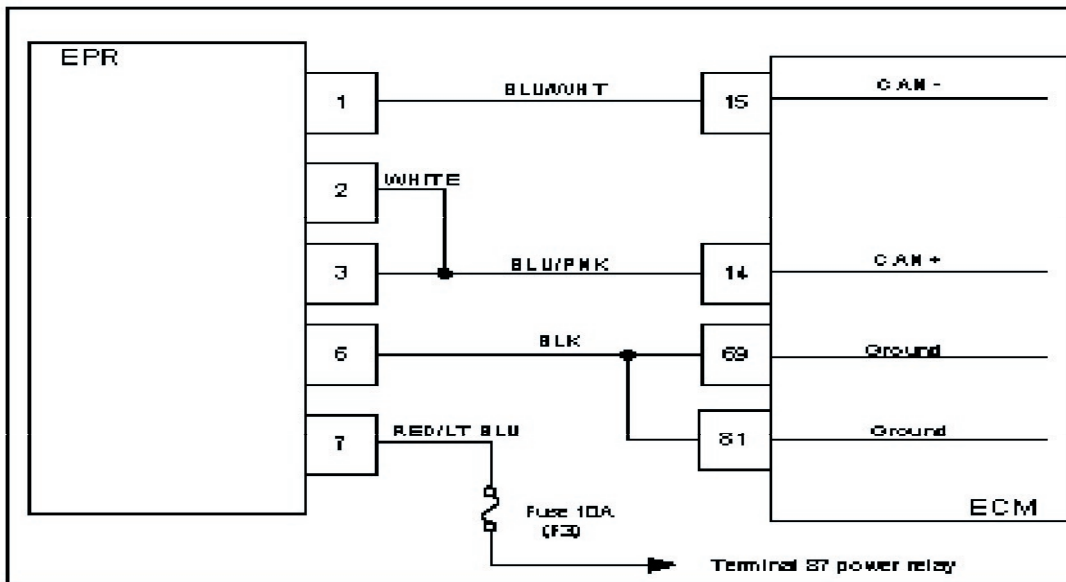 EPR
1 BLU/WHT 15 CAN -
2 WHITE
3 BLU/PNK 14 CAN +
6 BLK 69 Ground
7 RED/LT BLU 81 Ground
Fuse 10A
(F3)
ECM
Terminal 87 power relay